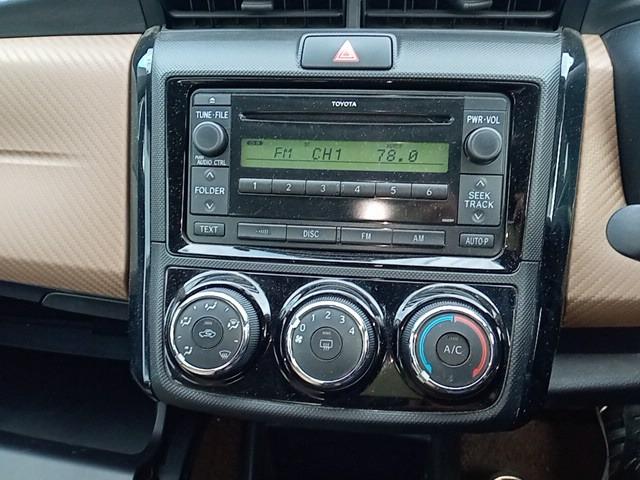 TOYOTA
TUNE·FILE
PWR·VOL
PUSH
AUDIO CTRL
FM CH1 78.0
FOLDER
1 2 3 4 5 6
SEEK
TRACK
TEXT
DISC
FM
AM
AUTO·P
0 1 2 3 4
A/C